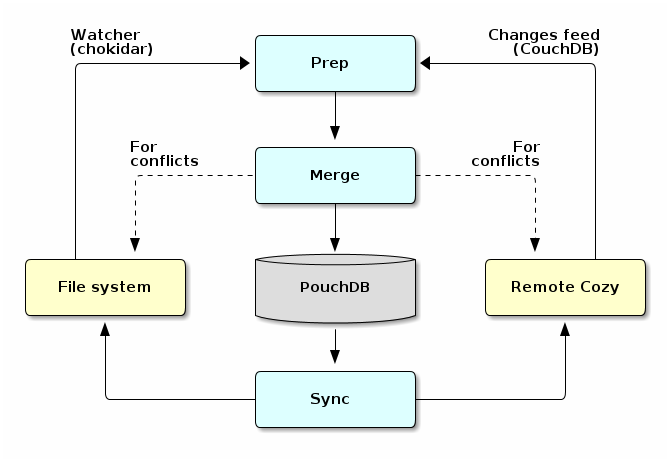 Watcher
(chokidar)
Changes feed
(CouchDB)
Prep
For
conflicts
For
conflicts
Merge
File system
PouchDB
Remote Cozy
Sync